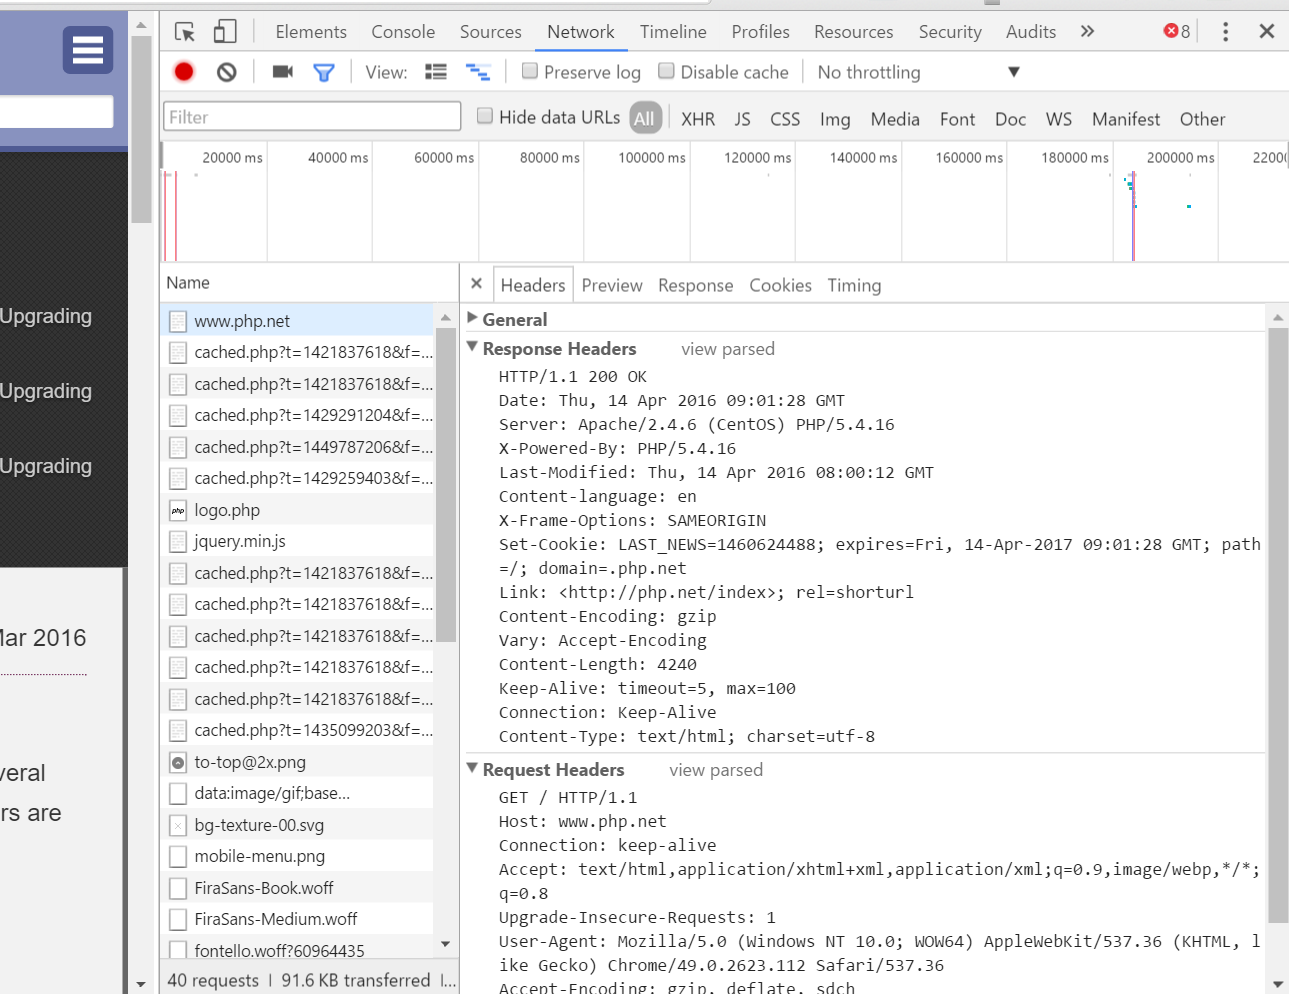 Elements Console Sources Network Timeline Profiles Resources Security Audits 8
View: Preserve log Disable cache No throttling
Filter Hide data URLs All XHR JS CSS Img Media Font Doc WS Manifest Other
20000 ms 40000 ms 60000 ms 80000 ms 100000 ms 120000 ms 140000 ms 160000 ms 180000 ms 200000 ms 2200
Upgrading
Upgrading
Upgrading
Mar 2016
veral
rs are
Name
www.php.net
cached.php?t=1421837618&f=...
cached.php?t=1421837618&f=...
cached.php?t=1429291204&f=...
cached.php?t=1449787206&f=...
cached.php?t=1429259403&f=...
php logo.php
jquery.min.js
cached.php?t=1421837618&f=...
cached.php?t=1421837618&f=...
cached.php?t=1421837618&f=...
cached.php?t=1421837618&f=...
cached.php?t=1421837618&f=...
cached.php?t=1435099203&f=...
to-top@2x.png
data:image/gif;base...
bg-texture-00.svg
mobile-menu.png
FiraSans-Book.woff
FiraSans-Medium.woff
fontello.woff?60964435
40 requests | 91.6 KB transferred | ...
Headers Preview Response Cookies Timing
General
Response Headers view parsed
HTTP/1.1 200 OK
Date: Thu, 14 Apr 2016 09:01:28 GMT
Server: Apache/2.4.6 (CentOS) PHP/5.4.16
X-Powered-By: PHP/5.4.16
Last-Modified: Thu, 14 Apr 2016 08:00:12 GMT
Content-language: en
X-Frame-Options: SAMEORIGIN
Set-Cookie: LAST_NEWS=1460624488; expires=Fri, 14-Apr-2017 09:01:28 GMT; path
=/; domain=.php.net
Link: <http://php.net/index>; rel=shorturl
Content-Encoding: gzip
Vary: Accept-Encoding
Content-Length: 4240
Keep-Alive: timeout=5, max=100
Connection: Keep-Alive
Content-Type: text/html; charset=utf-8
Request Headers view parsed
GET / HTTP/1.1
Host: www.php.net
Connection: keep-alive
Accept: text/html,application/xhtml+xml,application/xml;q=0.9,image/webp,*/*;
q=0.8
Upgrade-Insecure-Requests: 1
User-Agent: Mozilla/5.0 (Windows NT 10.0; WOW64) AppleWebKit/537.36 (KHTML, l
ike Gecko) Chrome/49.0.2623.112 Safari/537.36
Accept-Encoding: gzip, deflate, sdch